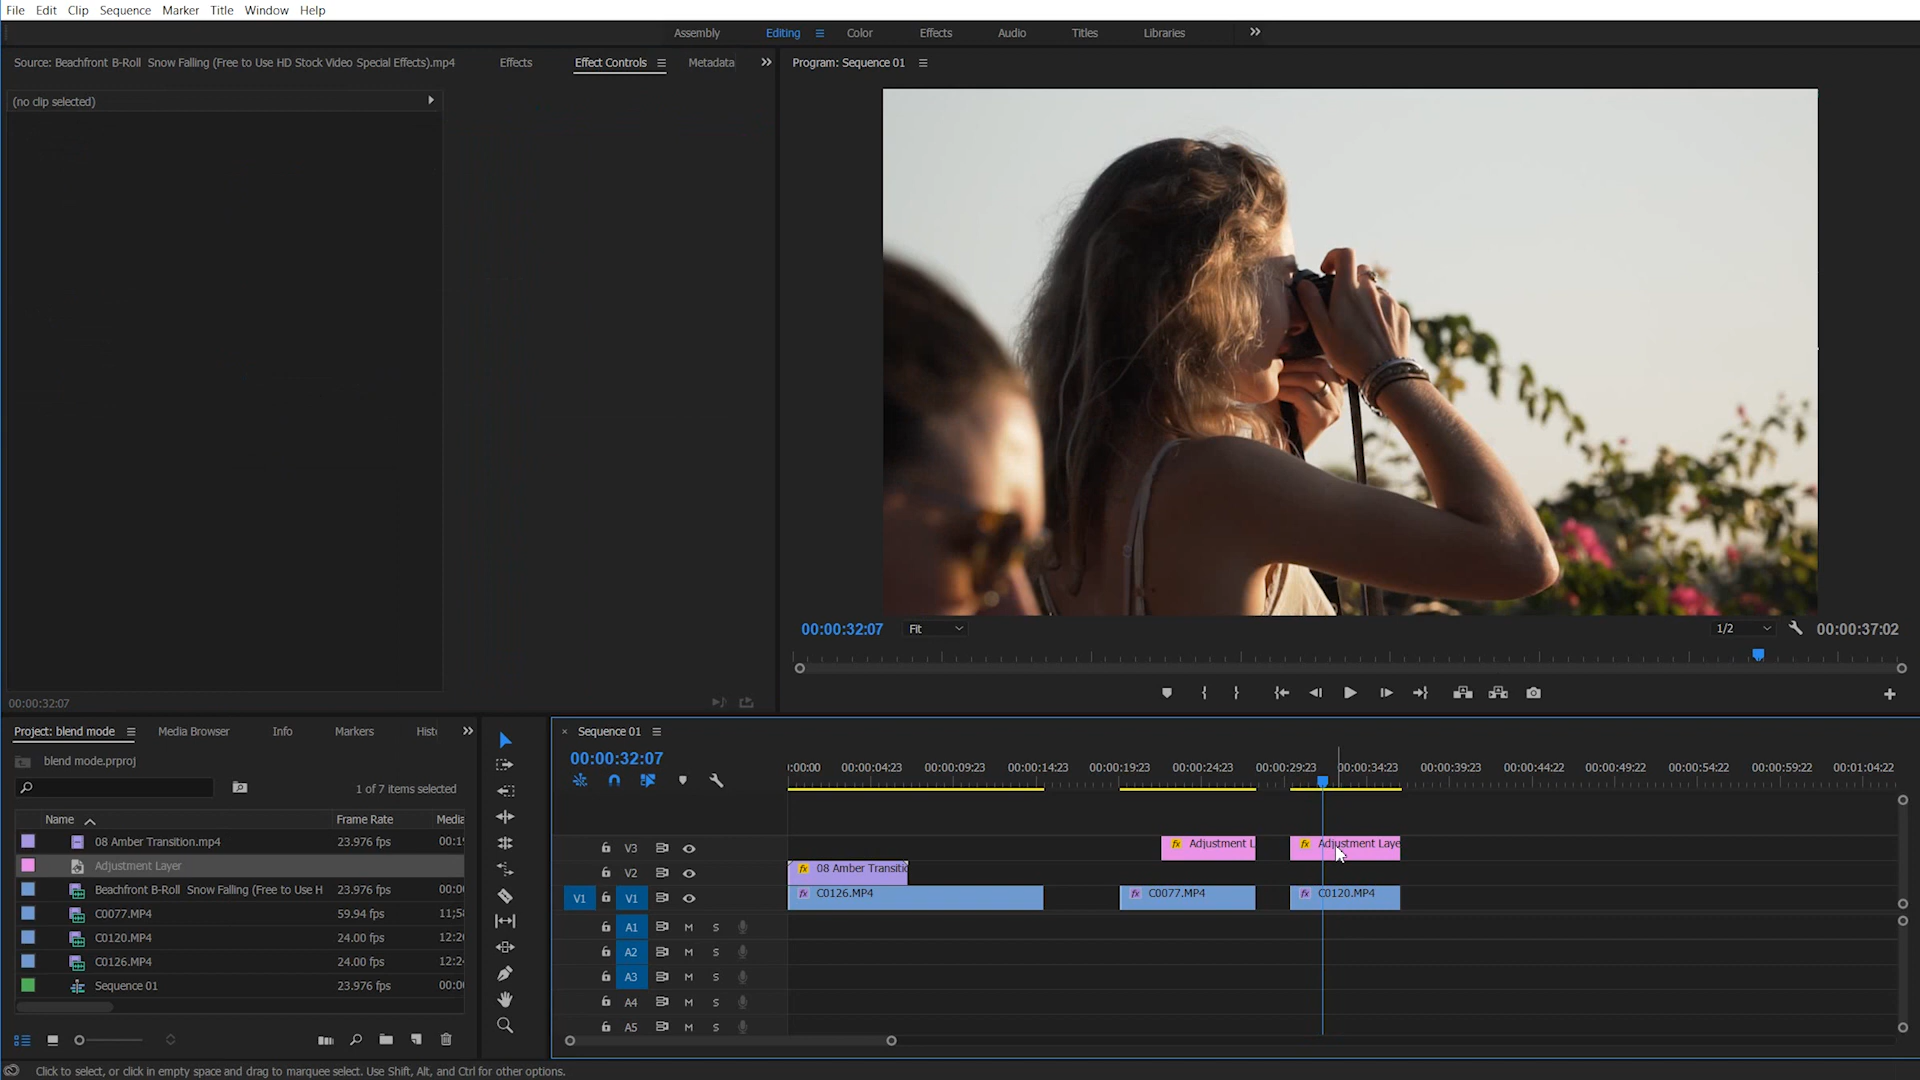 File Edit Clip Sequence Marker Title Window Help
Assembly Editing Color Effects Audio Titles Libraries
Source: Beachfront B-Roll Snow Falling (Free to Use HD Stock Video Special Effects).mp4 Effects Effect Controls Metadata
Program: Sequence 01
(no clip selected)
00:00:32:07 Fit 1/2 00:00:37:02
00:00:32:07
Project: blend mode Media Browser Info Markers Histo
blend mode.prproj
1 of 7 items selected
Name Frame Rate Media
08 Amber Transition.mp4 23.976 fps 00:1
Adjustment Layer
Beachfront B-Roll Snow Falling (Free to Use H 23.976 fps 00:0
C0077.MP4 59.94 fps 11;5
C0120.MP4 24.00 fps 12:2
C0126.MP4 24.00 fps 12:2
Sequence 01 23.976 fps 00:0
Sequence 01
00:00:32:07
:00:00 00:00:04:23 00:00:09:23 00:00:14:23 00:00:19:23 00:00:24:23 00:00:29:23 00:00:34:23 00:00:39:23 00:00:44:22 00:00:49:22 00:00:54:22 00:00:59:22 00:01:04:22
V3 fx Adjustment L fx Adjustment Laye
V2 fx 08 Amber Transitio
V1 V1 fx C0126.MP4 fx C0077.MP4 fx C0120.MP4
A1 M S
A2 M S
A3 M S
A4 M S
A5 M S
Click to select, or click in empty space and drag to marquee select. Use Shift, Alt, and Ctrl for other options.